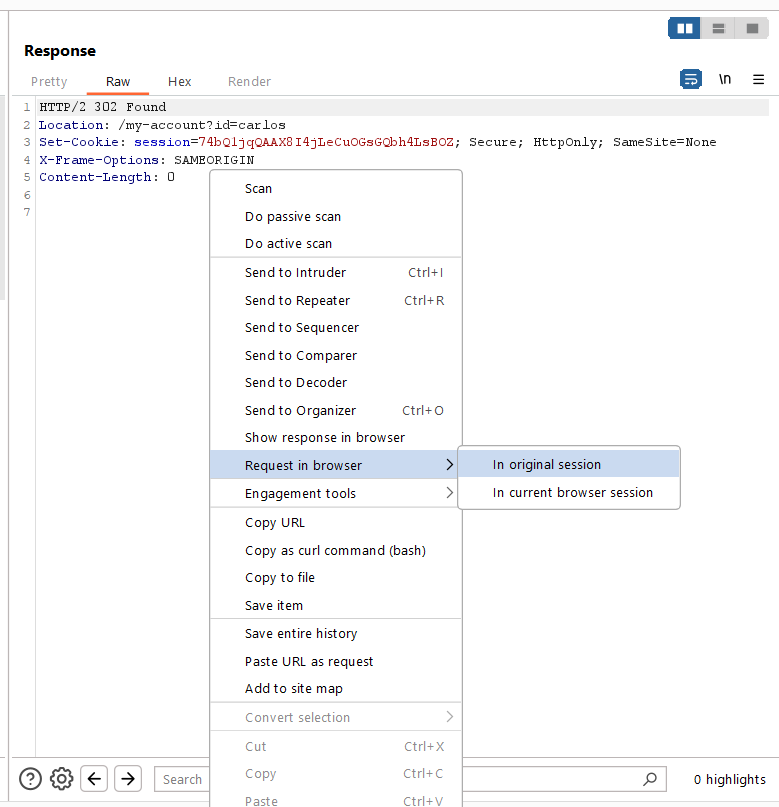 Response
Pretty Raw Hex Render \n
1 HTTP/2 302 Found
2 Location: /my-account?id=carlos
3 Set-Cookie: session=74bQ1jqQAAX8I4jLeCuOGsGQbh4LsBOZ; Secure; HttpOnly; SameSite=None
4 X-Frame-Options: SAMEORIGIN
5 Content-Length: 0
6
7
Scan
Do passive scan
Do active scan
Send to Intruder Ctrl+I
Send to Repeater Ctrl+R
Send to Sequencer
Send to Comparer
Send to Decoder
Send to Organizer Ctrl+O
Show response in browser
Request in browser
In original session
In current browser session
Engagement tools
Copy URL
Copy as curl command (bash)
Copy to file
Save item
Save entire history
Paste URL as request
Add to site map
Convert selection
Cut Ctrl+X
Copy Ctrl+C
Paste Ctrl+V
Search
0 highlights